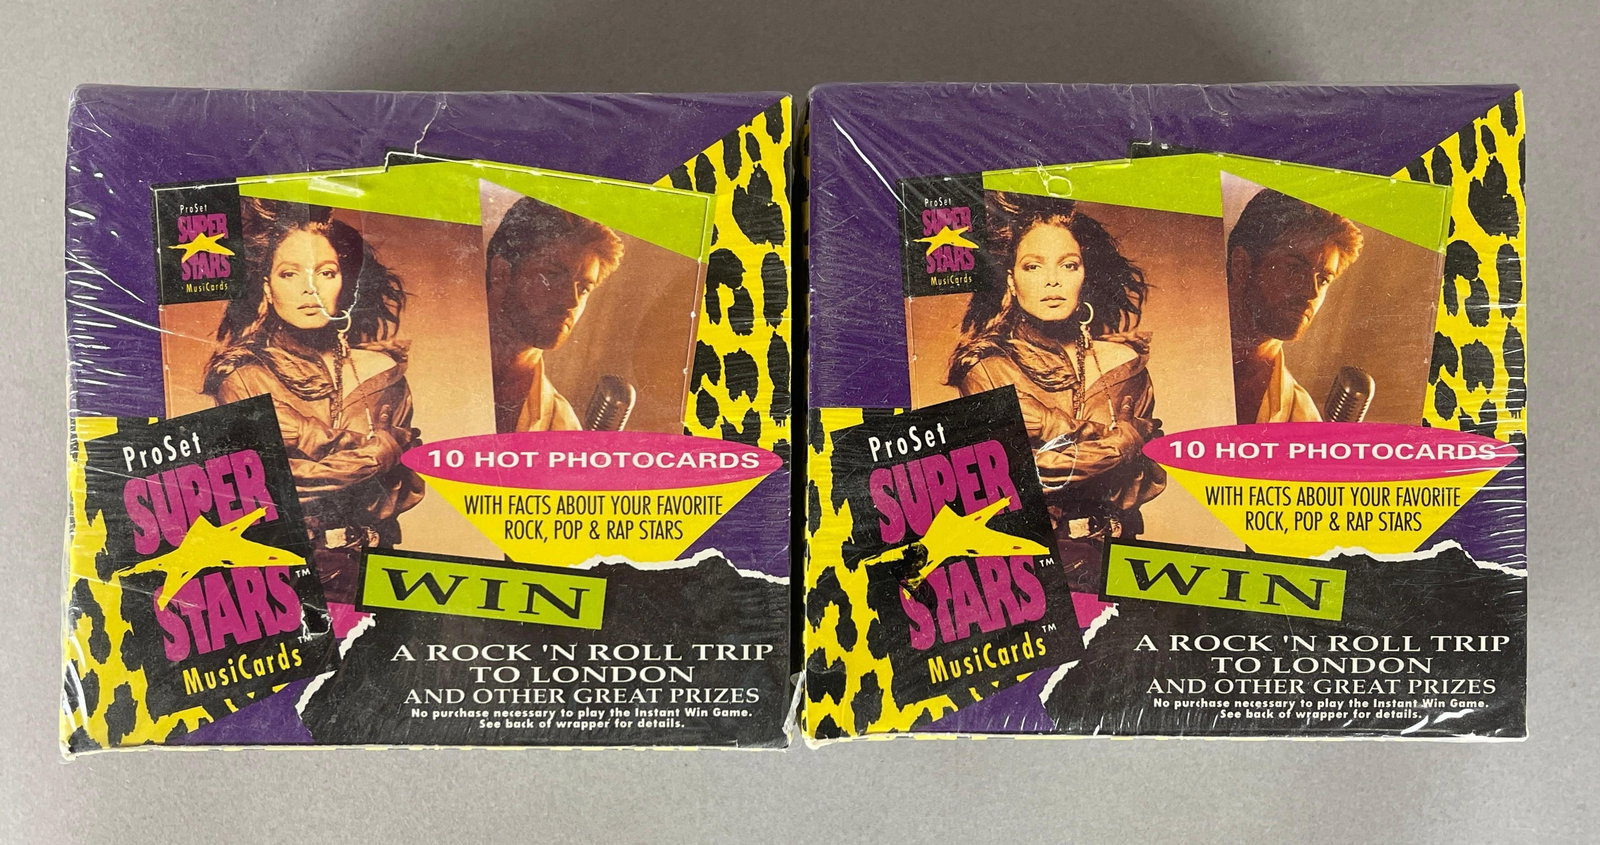 ProSet
SUPER
STARS
MusiCards
10 HOT PHOTOCARDS
WITH FACTS ABOUT YOUR FAVORITE
ROCK, POP & RAP STARS
ProSet
SUPER
STARS™
MusiCards
WIN
A ROCK 'N ROLL TRIP
TO LONDON
AND OTHER GREAT PRIZES
No purchase necessary to play the Instant Win Game.
See back of wrapper for details.
ProSet
SUPER
STARS
MusiCards
10 HOT PHOTOCARDS
WITH FACTS ABOUT YOUR FAVORITE
ROCK, POP & RAP STARS
ProSet
SUPER
STARS™
MusiCards™
WIN
A ROCK 'N ROLL TRIP
TO LONDON
AND OTHER GREAT PRIZES
No purchase necessary to play the Instant Win Game.
See back of wrapper for details.